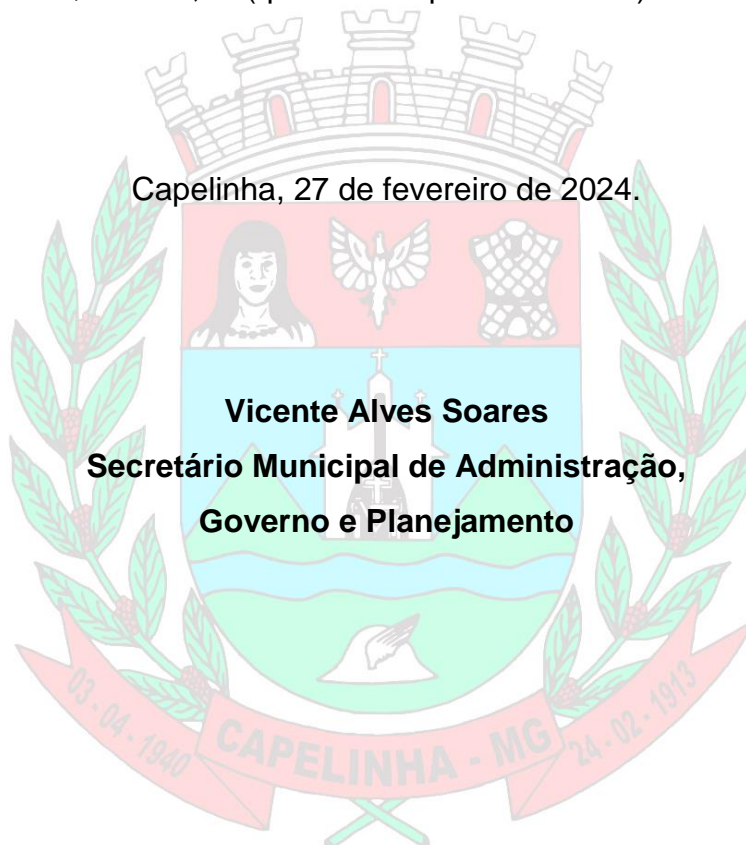 Capelinha, 27 de fevereiro de 2024.
Vicente Alves Soares
Secretário Municipal de Administração,
Governo e Planejamento
03-04-1940
CAPELINHA - MG
24-02-1913